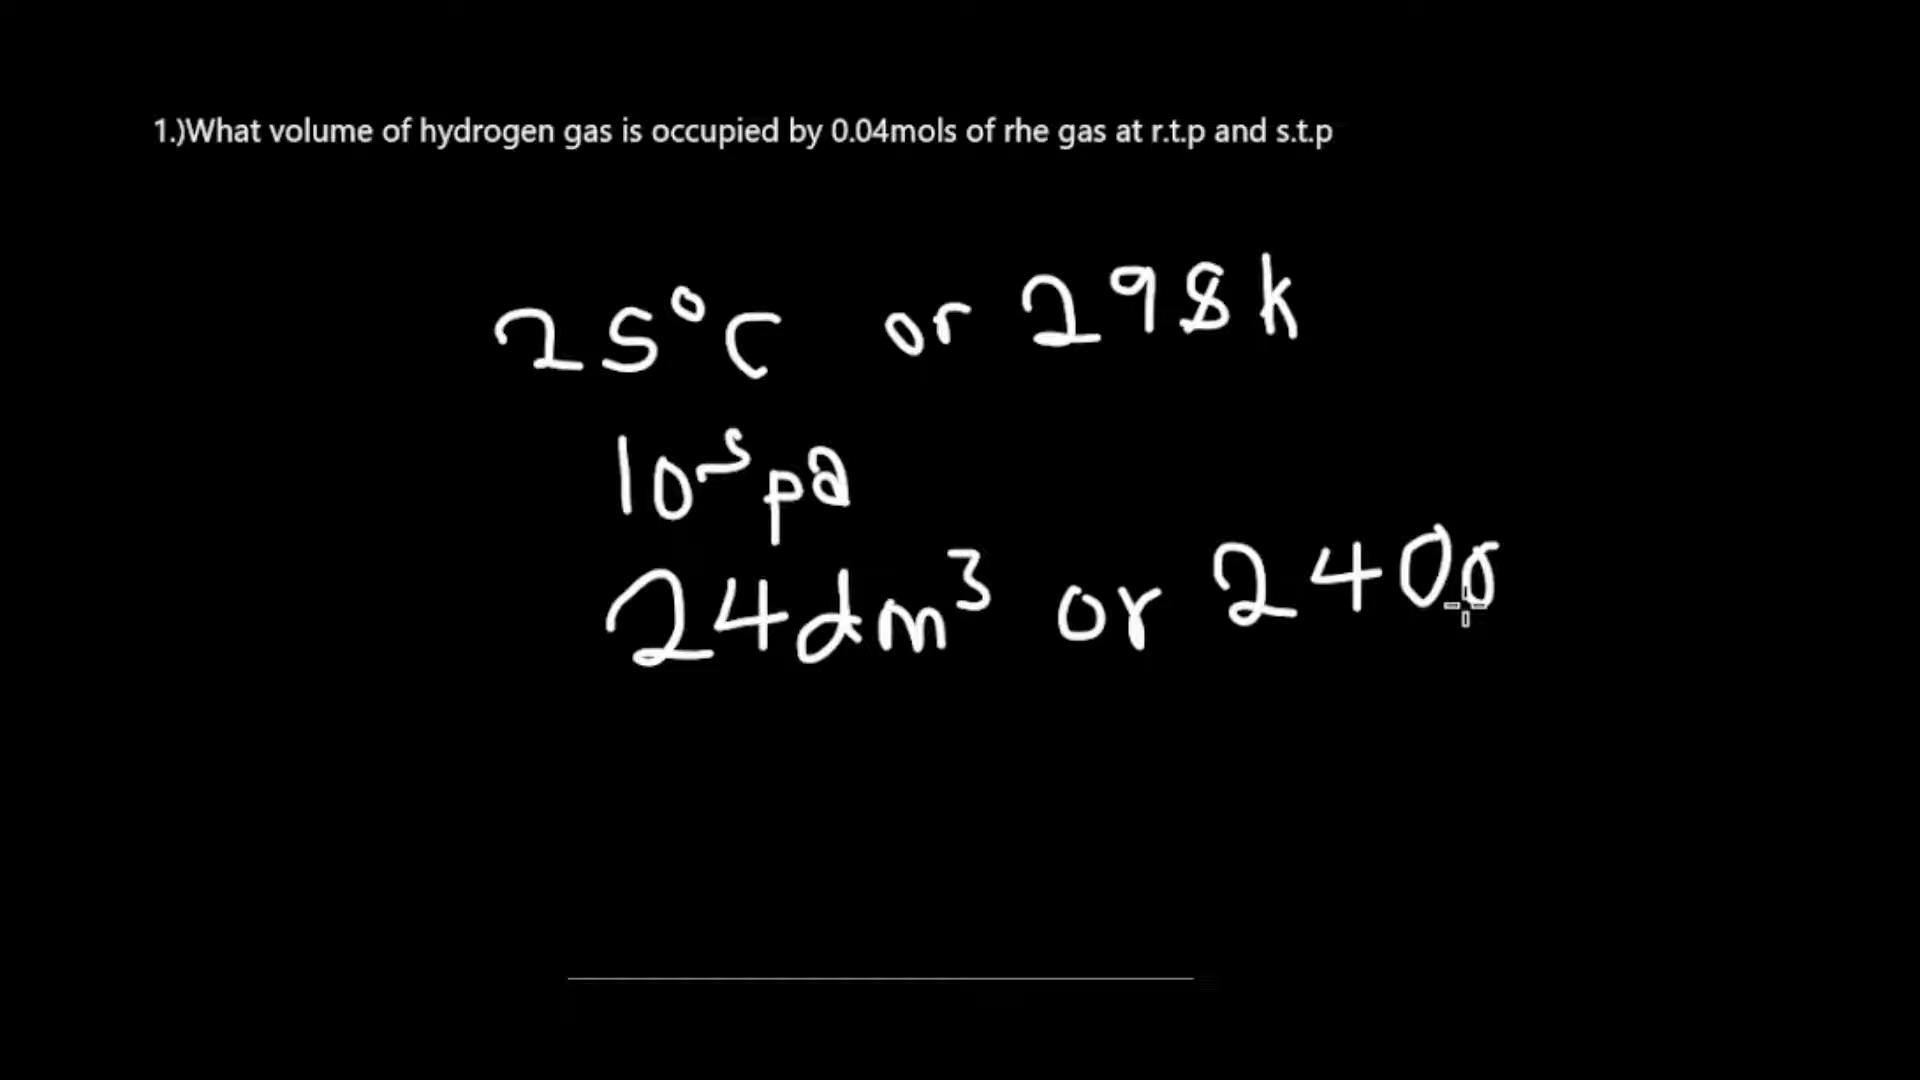 1.)What volume of hydrogen gas is occupied by 0.04mols of rhe gas at r.t.p and s.t.p
25°C or 298k
10⁵pa
24dm³ or 2400